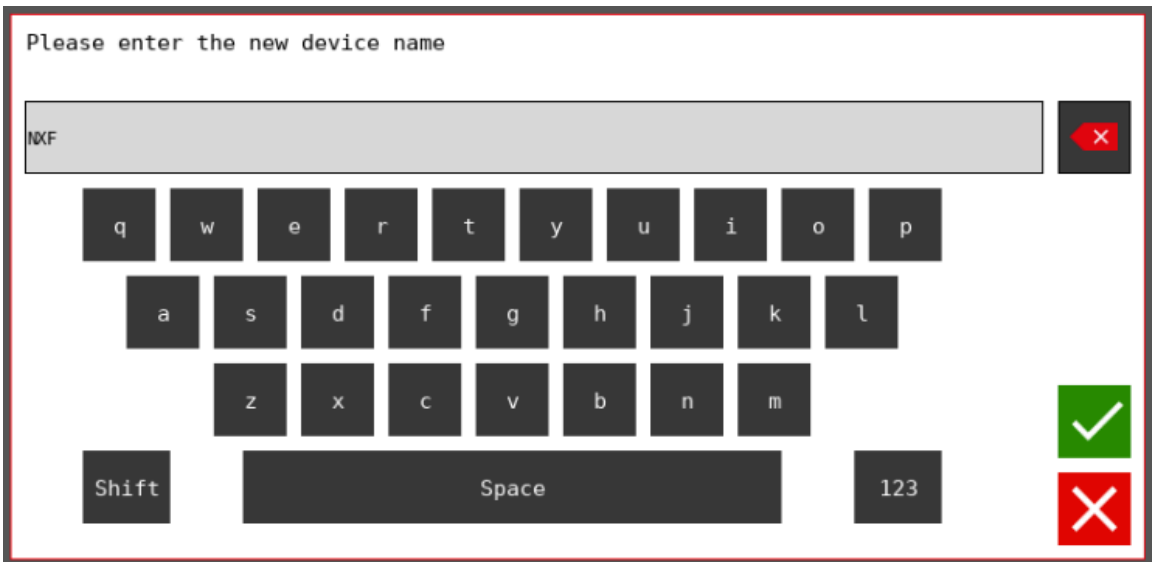 Please enter the new device name
NXF
q w e r t y u i o p
a s d f g h j k l
z x c v b n m
Shift Space 123